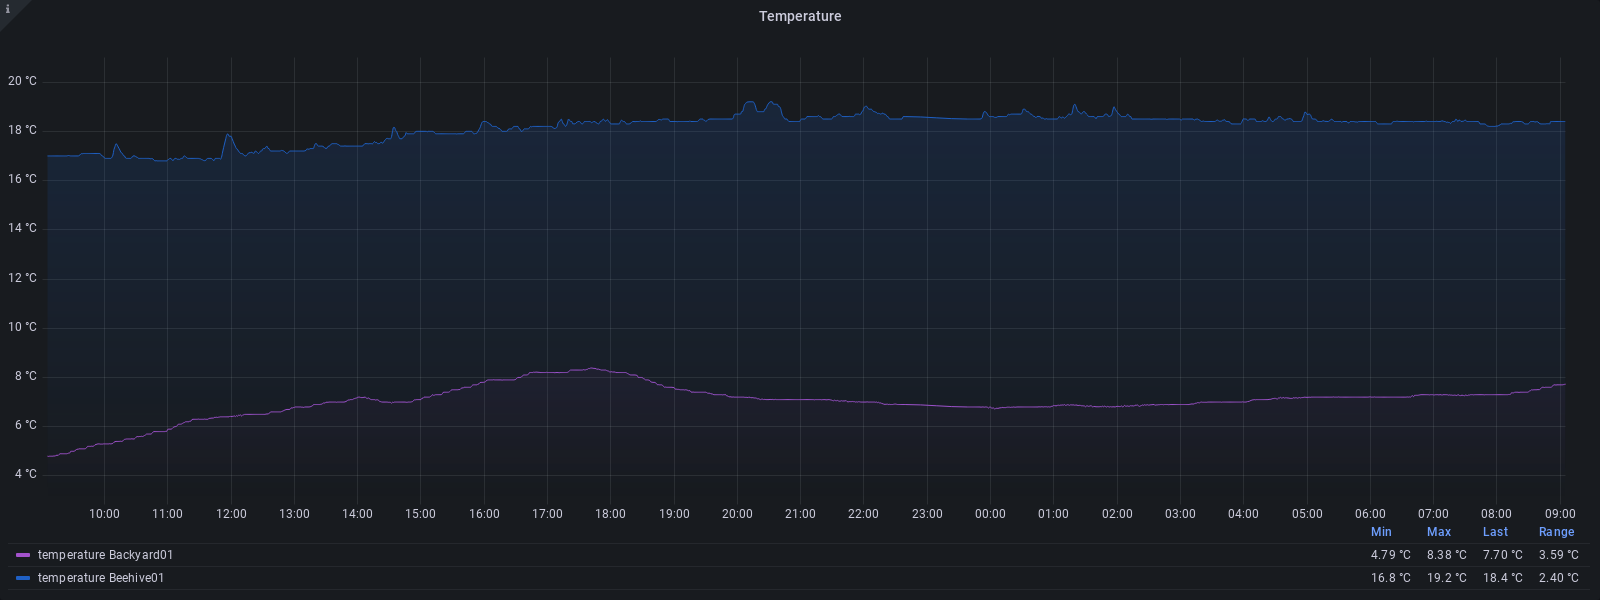 i
Temperature
20 °C
18 °C
16 °C
14 °C
12 °C
10 °C
8 °C
6 °C
4 °C
10:00 11:00 12:00 13:00 14:00 15:00 16:00 17:00 18:00 19:00 20:00 21:00 22:00 23:00 00:00 01:00 02:00 03:00 04:00 05:00 06:00 07:00 08:00 09:00
Min Max Last Range
temperature Backyard01 4.79 °C 8.38 °C 7.70 °C 3.59 °C
temperature Beehive01 16.8 °C 19.2 °C 18.4 °C 2.40 °C